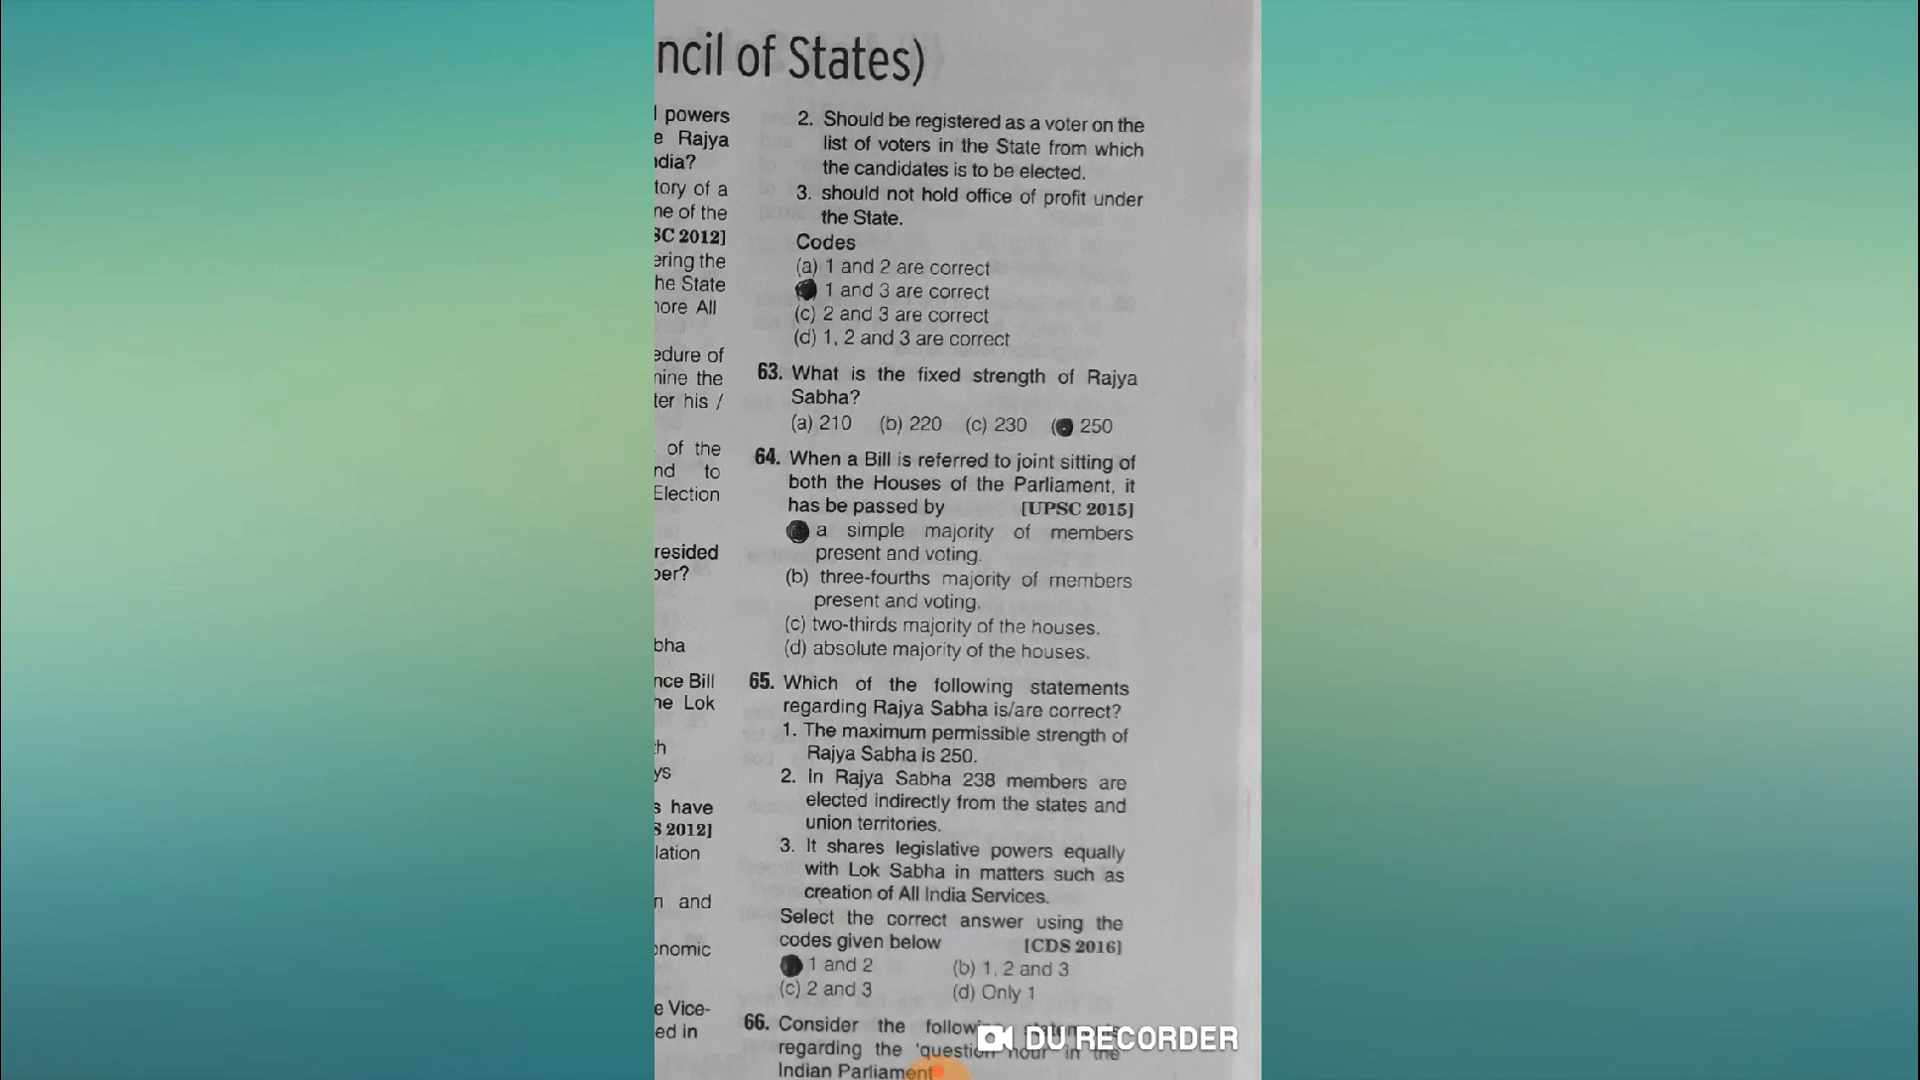 ncil of States)
powers
Rajya
dia?
tory of a
ne of the
SC 2012]
ering the
he State
nore All
edure of
nine the
ter his /
of the
nd to
Election
resided
ber?
bha
nce Bill
he Lok
h
ys
s have
S 2012]
lation
n and
onomic
e Vice-
ed in
2. Should be registered as a voter on the
list of voters in the State from which
the candidates is to be elected.
3. should not hold office of profit under
the State.
Codes
(a) 1 and 2 are correct
1 and 3 are correct
(c) 2 and 3 are correct
(d) 1, 2 and 3 are correct
63. What is the fixed strength of Rajya
Sabha?
(a) 210 (b) 220 (c) 230 ( 250
64. When a Bill is referred to joint sitting of
both the Houses of the Parliament, it
has be passed by [UPSC 2015]
a simple majority of members
present and voting.
(b) three-fourths majority of members
present and voting.
(c) two-thirds majority of the houses.
(d) absolute majority of the houses.
65. Which of the following statements
regarding Rajya Sabha is/are correct?
1. The maximum permissible strength of
Rajya Sabha is 250.
2. In Rajya Sabha 238 members are
elected indirectly from the states and
union territories.
3. It shares legislative powers equally
with Lok Sabha in matters such as
creation of All India Services.
Select the correct answer using the
codes given below [CDS 2016]
1 and 2 (b) 1, 2 and 3
(c) 2 and 3 (d) Only 1
66. Consider the following statements
regarding the 'question hour' in the
Indian Parliament
DU RECORDER